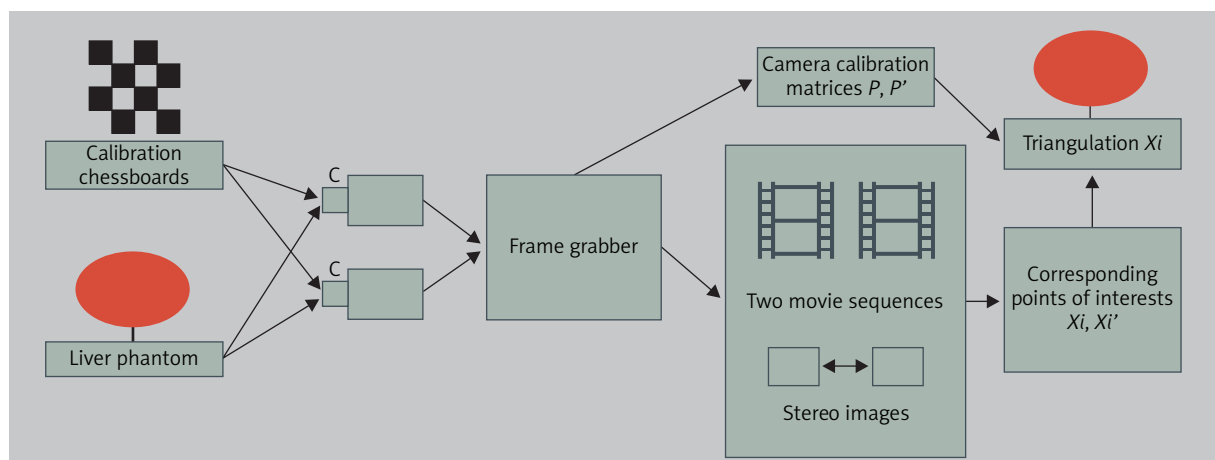 Calibration
chessboards
Liver phantom
C
C
Frame grabber
Camera calibration
matrices P, P’
Two movie sequences
Stereo images
Triangulation Xi
Corresponding
points of interests
Xi, Xi’